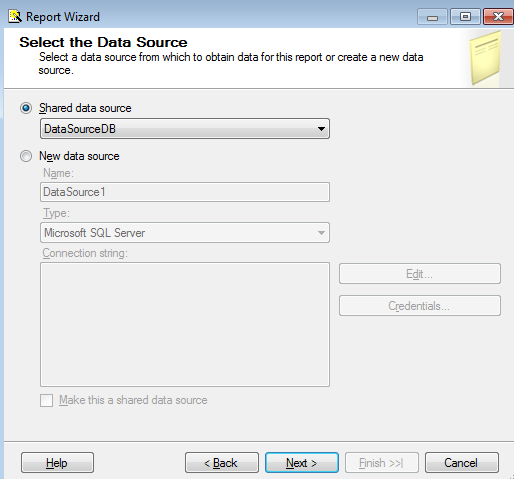 Report Wizard
Select the Data Source
Select a data source from which to obtain data for this report or create a new data
source.
Shared data source
DataSourceDB
New data source
Name:
DataSource1
Type:
Microsoft SQL Server
Connection string:
Edit...
Credentials...
Make this a shared data source
Help
< Back
Next >
Finish >>|
Cancel